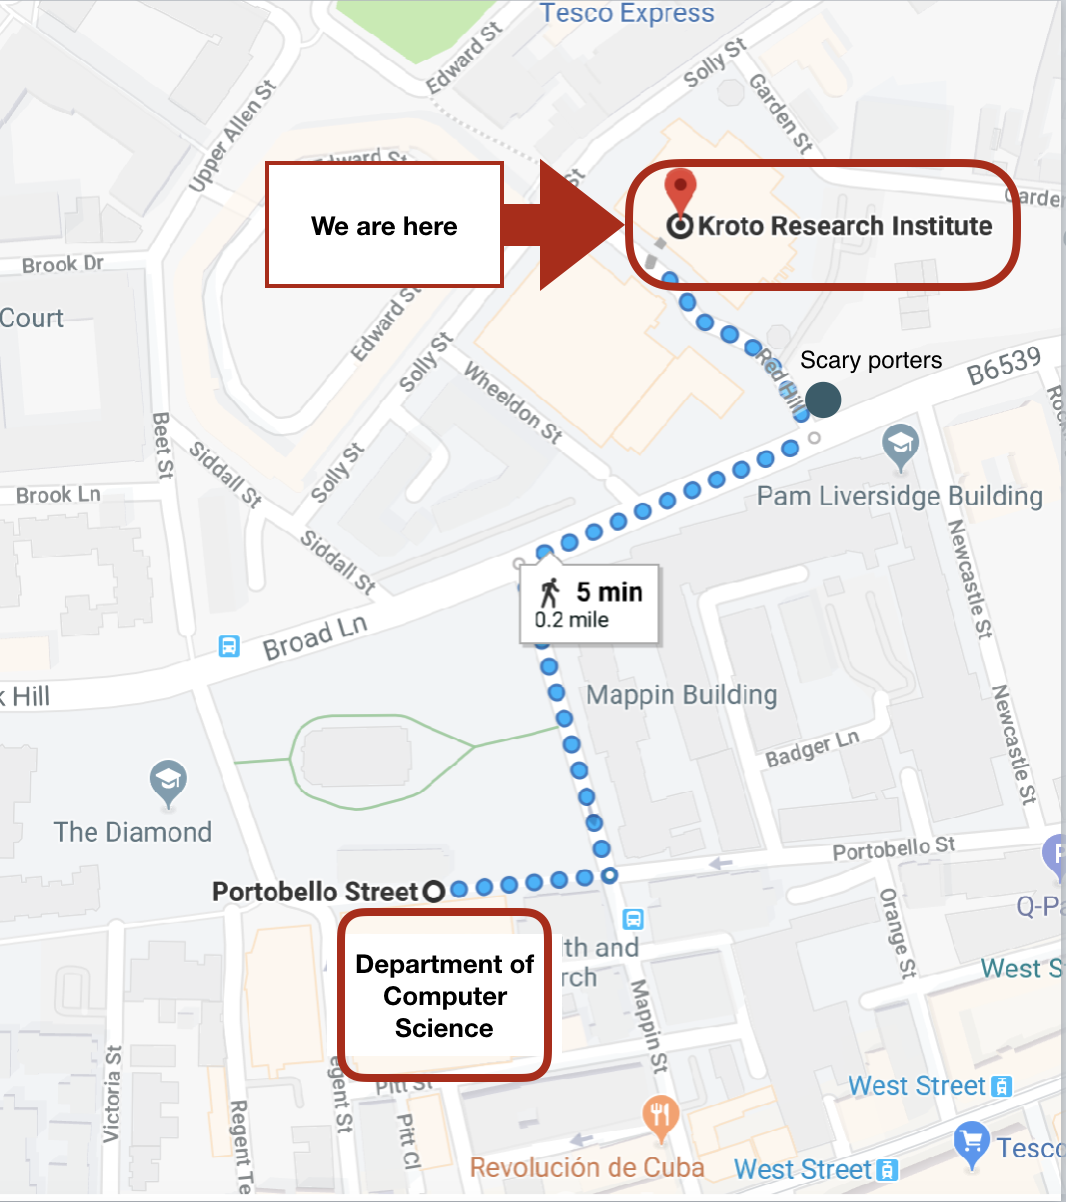 Tesco Express
Edward St
Solly St
Garden St
Upper Allen St
Edward St
St
Garde
We are here
Kroto Research Institute
Brook Dr
Court
Edward St
Solly St
Red Hill
Scary porters
B6539
Wheeldon St
Beet St
Siddall St
Solly St
Brook Ln
Pam Liversidge Building
Newcastle St
Siddall St
5 min
0.2 mile
Broad Ln
k Hill
Mappin Building
Newcastle St
Badger Ln
The Diamond
Portobello St
Portobello Street
Q-Pa
Orange St
lth and
rch
West S
Department of
Computer
Science
Mappin St
Victoria St
egent St
Pitt St
West Street
Regent Te
Pitt Cl
Revolución de Cuba
West Street
Tesco